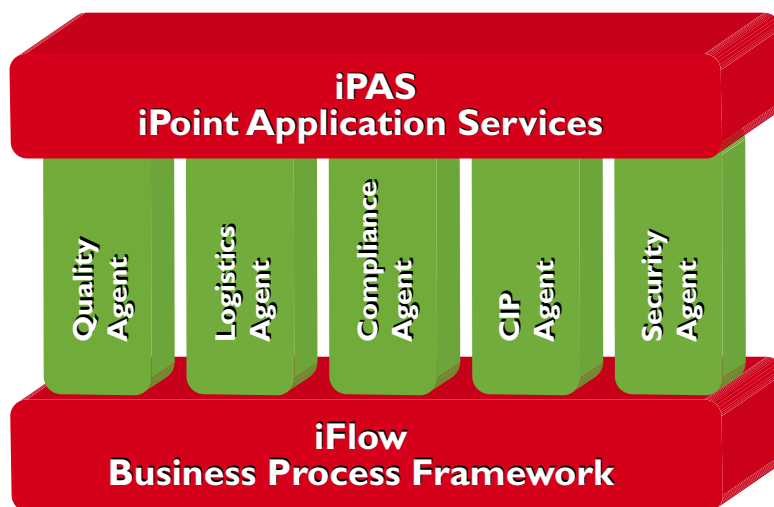 iPAS
iPoint Application Services
Quality
Agent
Logistics
Agent
Compliance
Agent
CIP
Agent
Security
Agent
iFlow
Business Process Framework